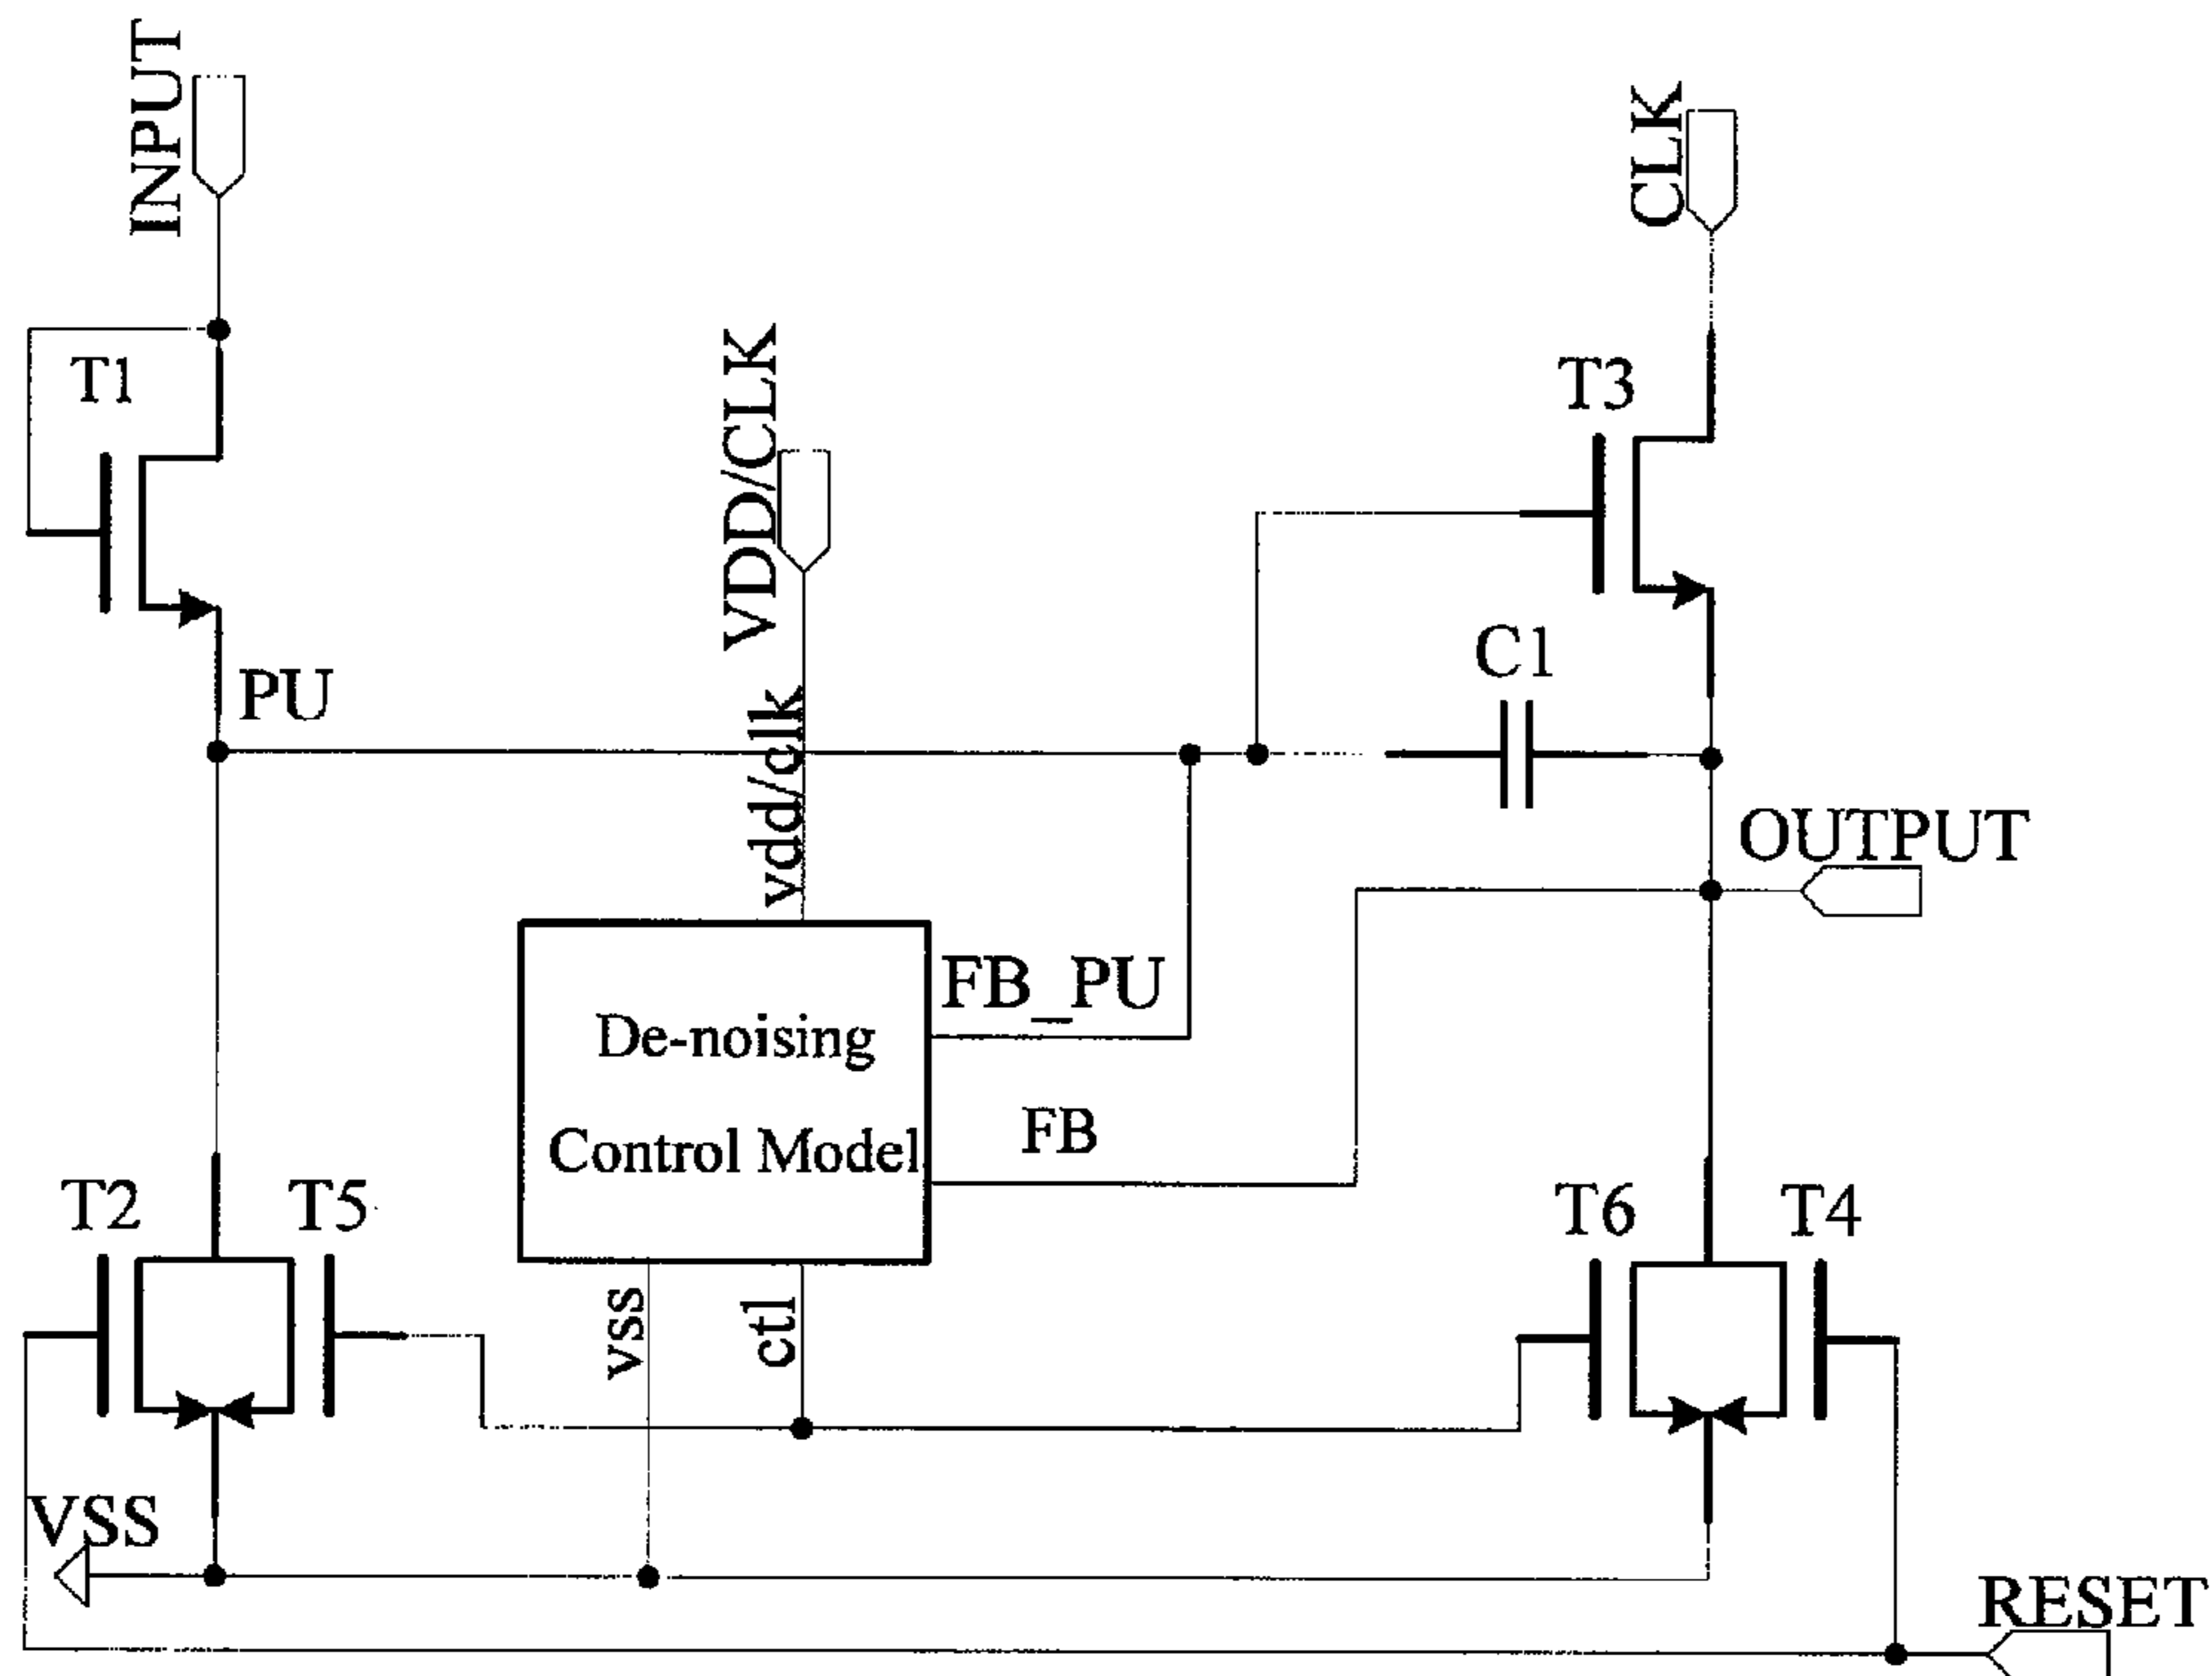 INPUT
CLK
T1
VDD/CLK
T3
C1
PU
vdd/clk
OUTPUT
FB_PU
De-noising
Control Model
FB
T2
T5
T6
T4
vss
ctl
VSS
RESET